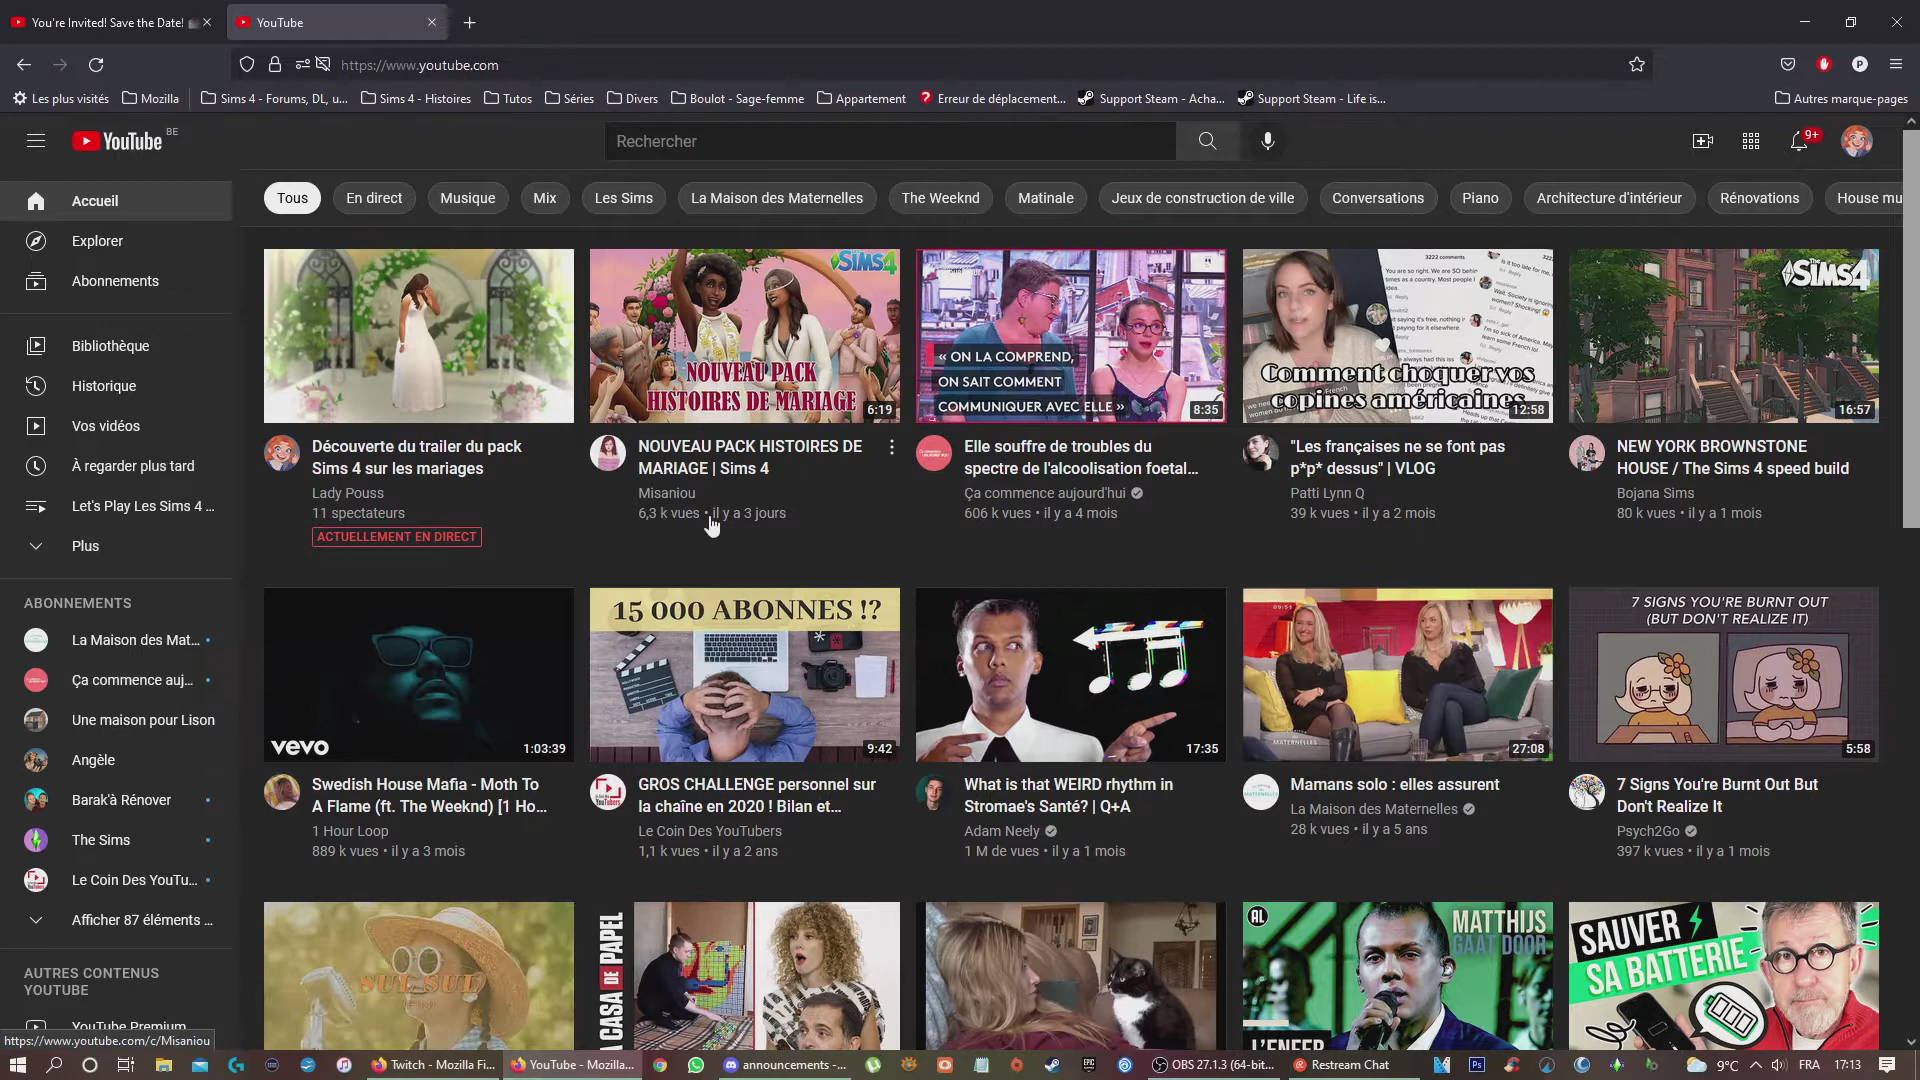 You're Invited! Save the Date!
YouTube
https://www.youtube.com
Les plus visités
Mozilla
Sims 4 - Forums, DL, u...
Sims 4 - Histoires
Tutos
Séries
Divers
Boulot - Sage-femme
Appartement
Erreur de déplacement...
Support Steam - Acha...
Support Steam - Life is...
Autres marque-pages
YouTube BE
Rechercher
9+
Accueil
Explorer
Abonnements
Bibliothèque
Historique
Vos vidéos
À regarder plus tard
Let's Play Les Sims 4 ...
Plus
ABONNEMENTS
La Maison des Mat...
Ça commence auj...
Une maison pour Lison
Angèle
Barak'à Rénover
The Sims
Le Coin Des YouTu...
Afficher 87 éléments ...
AUTRES CONTENUS
YOUTUBE
YouTube Premium
https://www.youtube.com/c/Misaniou
Tous
En direct
Musique
Mix
Les Sims
La Maison des Maternelles
The Weeknd
Matinale
Jeux de construction de ville
Conversations
Piano
Architecture d'intérieur
Rénovations
House mu
Découverte du trailer du pack
Sims 4 sur les mariages
Lady Pouss
11 spectateurs
ACTUELLEMENT EN DIRECT
SiMS4
NOUVEAU PACK
HISTOIRES DE MARIAGE
6:19
NOUVEAU PACK HISTOIRES DE
MARIAGE | Sims 4
Misaniou
6,3 k vues • il y a 3 jours
« ON LA COMPREND,
ON SAIT COMMENT
COMMUNIQUER AVEC ELLE »
8:35
Elle souffre de troubles du
spectre de l'alcoolisation foetal...
Ça commence aujourd'hui
606 k vues • il y a 4 mois
3222 comments
Comment choquer vos
copines américaines
12:58
"Les françaises ne se font pas
p*p* dessus" | VLOG
Patti Lynn Q
39 k vues • il y a 2 mois
SiMS4
16:57
NEW YORK BROWNSTONE
HOUSE / The Sims 4 speed build
Bojana Sims
80 k vues • il y a 1 mois
vevo
1:03:39
Swedish House Mafia - Moth To
A Flame (ft. The Weeknd) [1 Ho...
1 Hour Loop
889 k vues • il y a 3 mois
15 000 ABONNES !?
9:42
GROS CHALLENGE personnel sur
la chaîne en 2020 ! Bilan et...
Le Coin Des YouTubers
1,1 k vues • il y a 2 ans
17:35
What is that WEIRD rhythm in
Stromae's Santé? | Q+A
Adam Neely
1 M de vues • il y a 1 mois
09:51
MATERNELLES
27:08
Mamans solo : elles assurent
La Maison des Maternelles
28 k vues • il y a 5 ans
7 SIGNS YOU'RE BURNT OUT
(BUT DON'T REALIZE IT)
5:58
7 Signs You're Burnt Out But
Don't Realize It
Psych2Go
397 k vues • il y a 1 mois
SUL SUL
LA CASA DE PAPEL
MATTHIJS
GAAT DOOR
L'ENFER
SAUVER
SA BATTERIE
Twitch - Mozilla Fi...
YouTube - Mozilla...
announcements -...
OBS 27.1.3 (64-bit...
Restream Chat
9°C
FRA
17:13